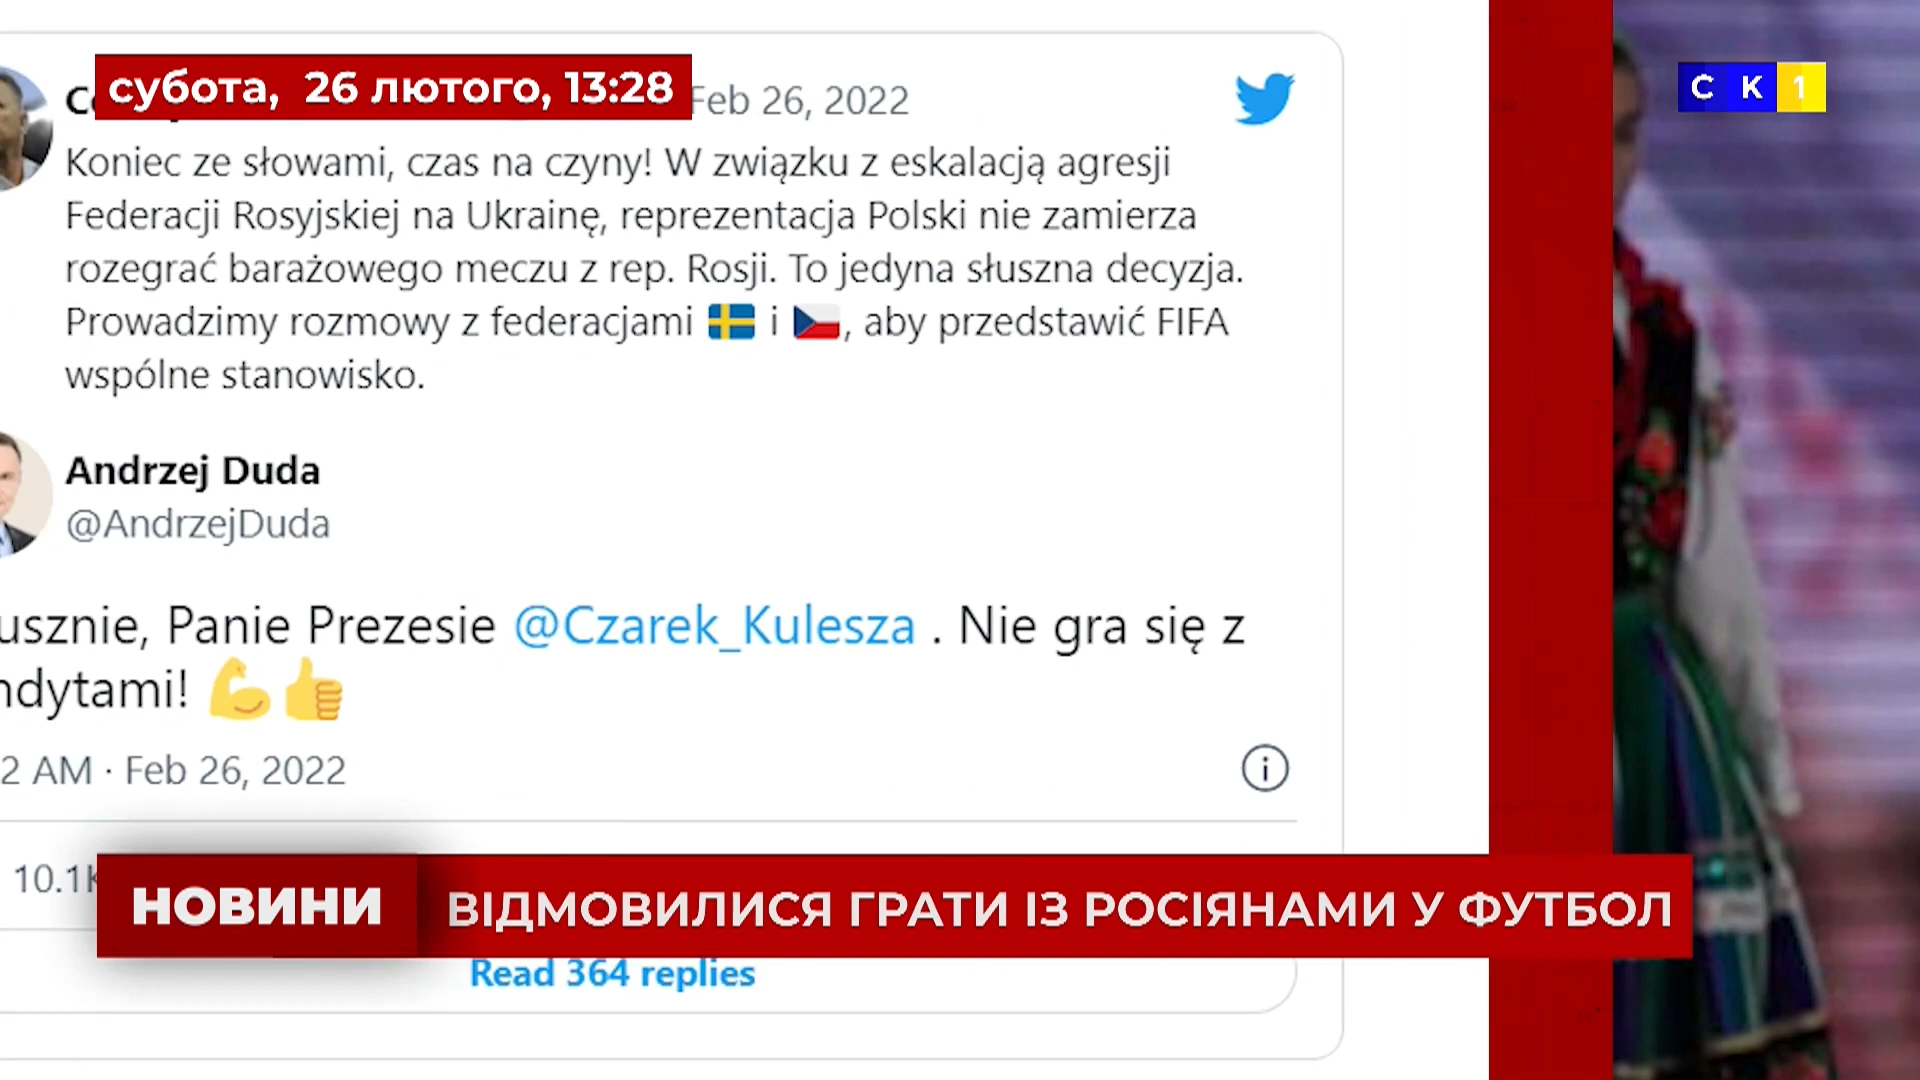 субота, 26 лютого, 13:28
Feb 26, 2022
СК1
Koniec ze słowami, czas na czyny! W związku z eskalacją agresji
Federacji Rosyjskiej na Ukrainę, reprezentacja Polski nie zamierza
rozegrać barażowego meczu z rep. Rosji. To jedyna słuszna decyzja.
Prowadzimy rozmowy z federacjami 🇸🇪 i 🇨🇿, aby przedstawić FIFA
wspólne stanowisko.
Andrzej Duda
@AndrzejDuda
usznie, Panie Prezesie @Czarek_Kulesza . Nie gra się z
ndytami! 💪👍
2 AM · Feb 26, 2022
10.1K
НОВИНИ
ВІДМОВИЛИСЯ ГРАТИ ІЗ РОСІЯНАМИ У ФУТБОЛ
Read 364 replies